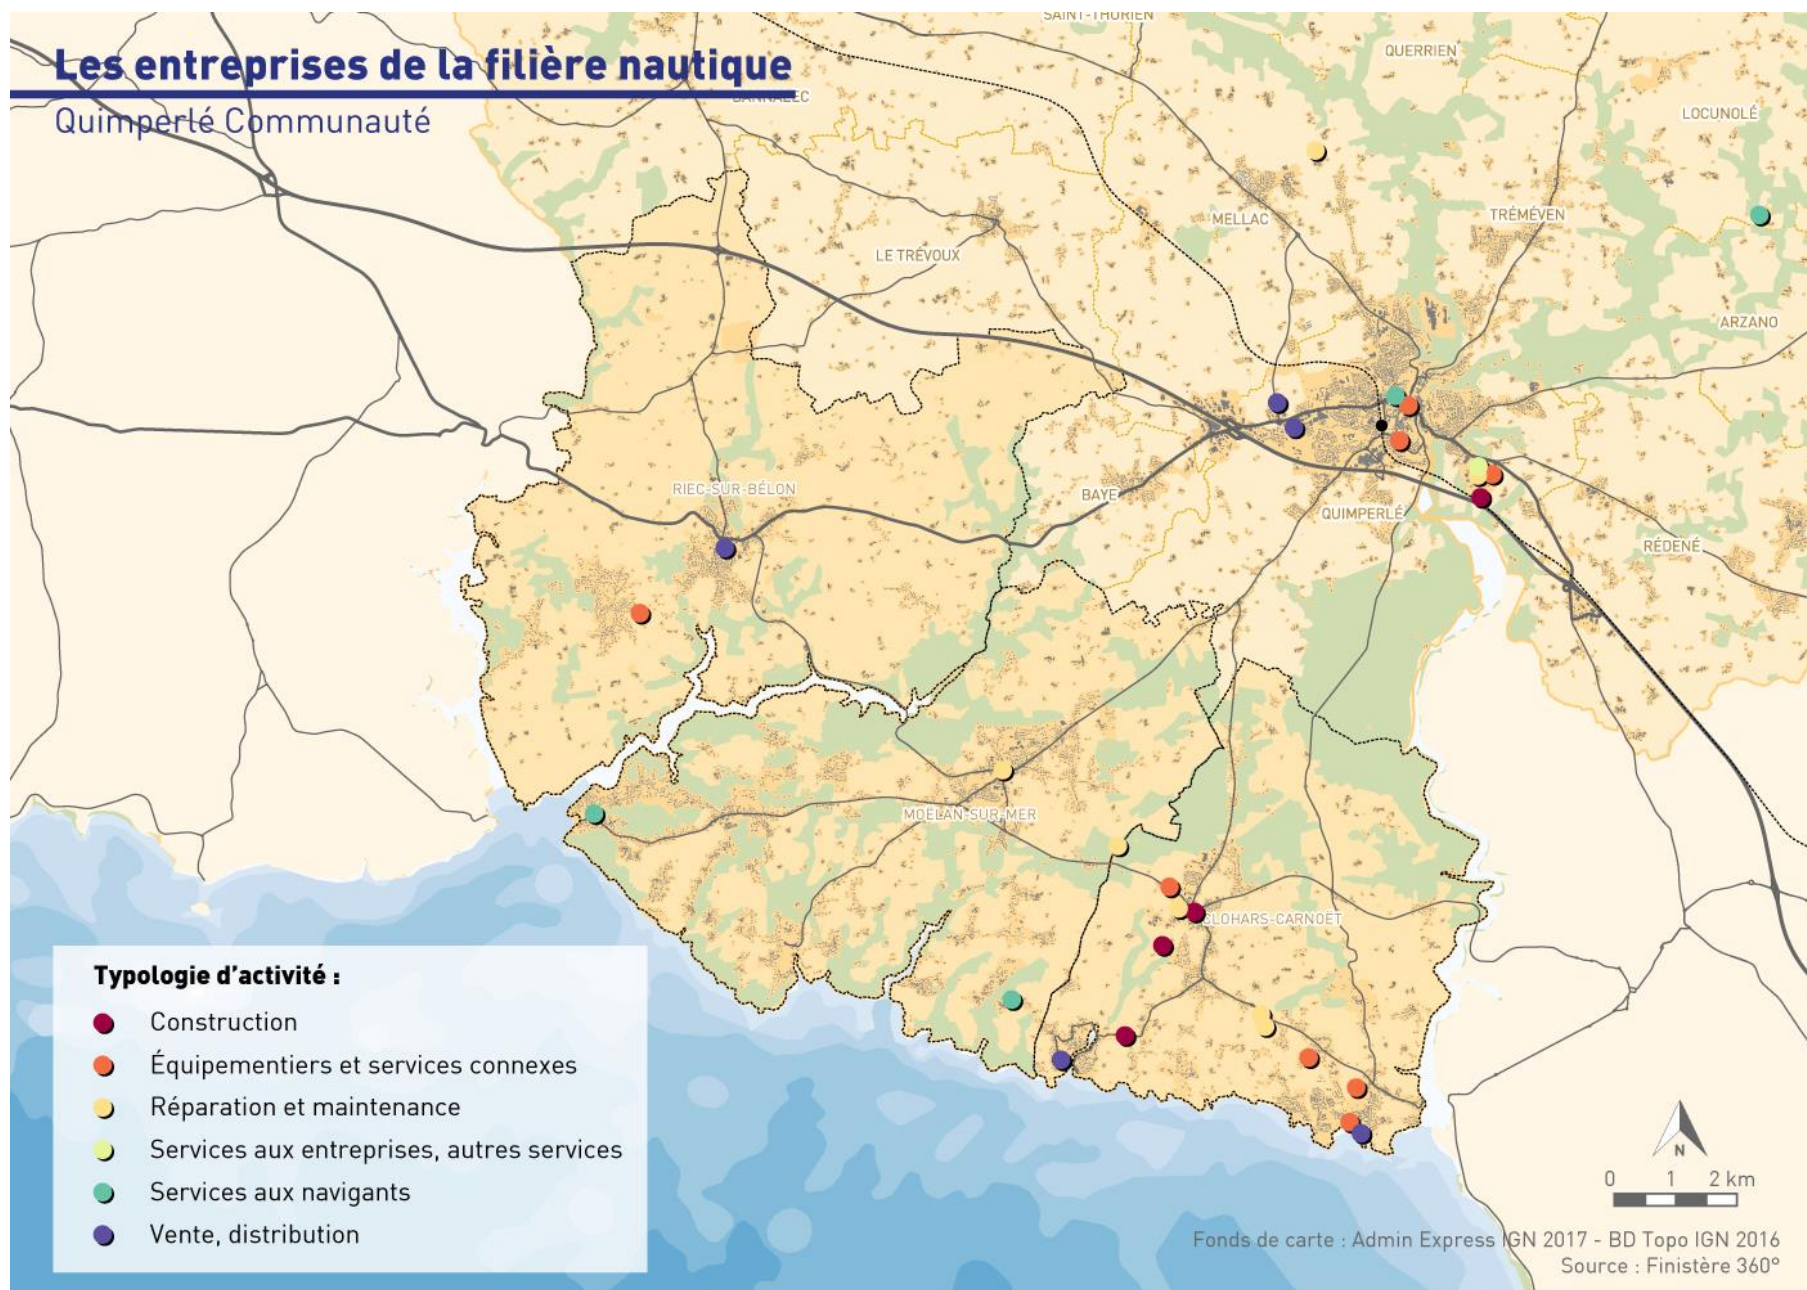 Les entreprises de la filière nautique
Quimperlé Communauté
SAINT-THURIEN
QUERRIEN
BANNALEC
LOCUNOLÉ
MELLAC
TRÉMÉVEN
LE TRÉVOUX
ARZANO
RIEC-SUR-BÉLON
BAYE
QUIMPERLÉ
RÉDENÉ
MOËLAN-SUR-MER
CLOHARS-CARNOËT
Typologie d'activité :
Construction
Équipementiers et services connexes
Réparation et maintenance
Services aux entreprises, autres services
Services aux navigants
Vente, distribution
N
0 1 2 km
Fonds de carte : Admin Express IGN 2017 - BD Topo IGN 2016
Source : Finistère 360°